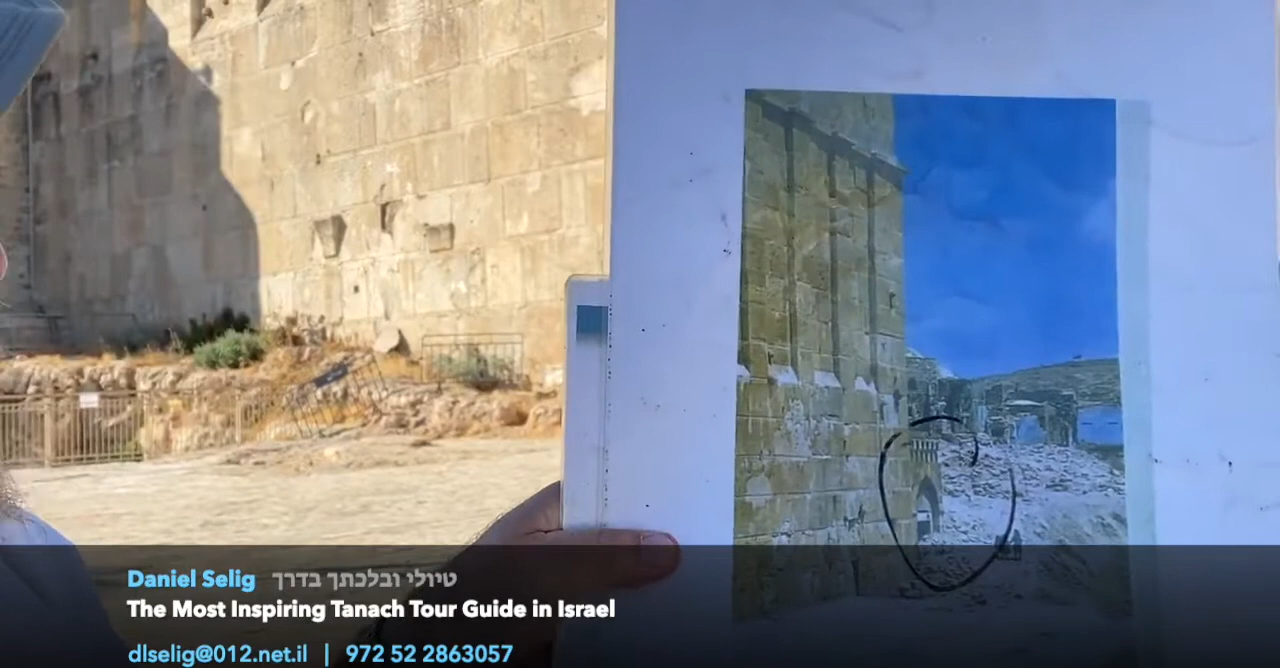 Daniel Selig טיולי ובלכתך בדרך
The Most Inspiring Tanach Tour Guide in Israel
dlselig@012.net.il | 972 52 2863057